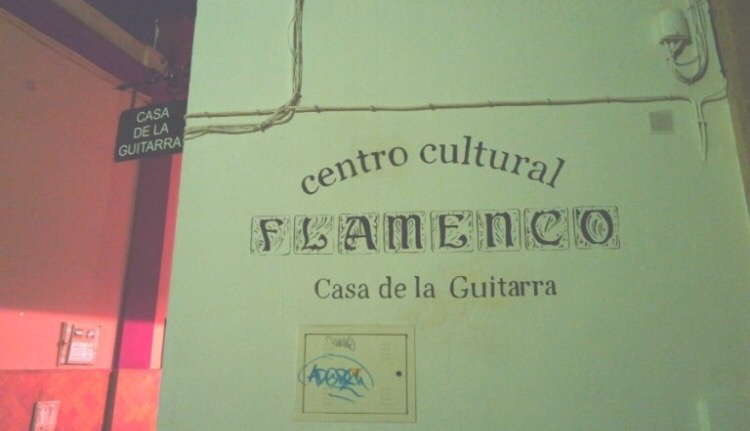 CASA
DE LA
GUITARRA
centro cultural
FLAMENCO
Casa de la Guitarra